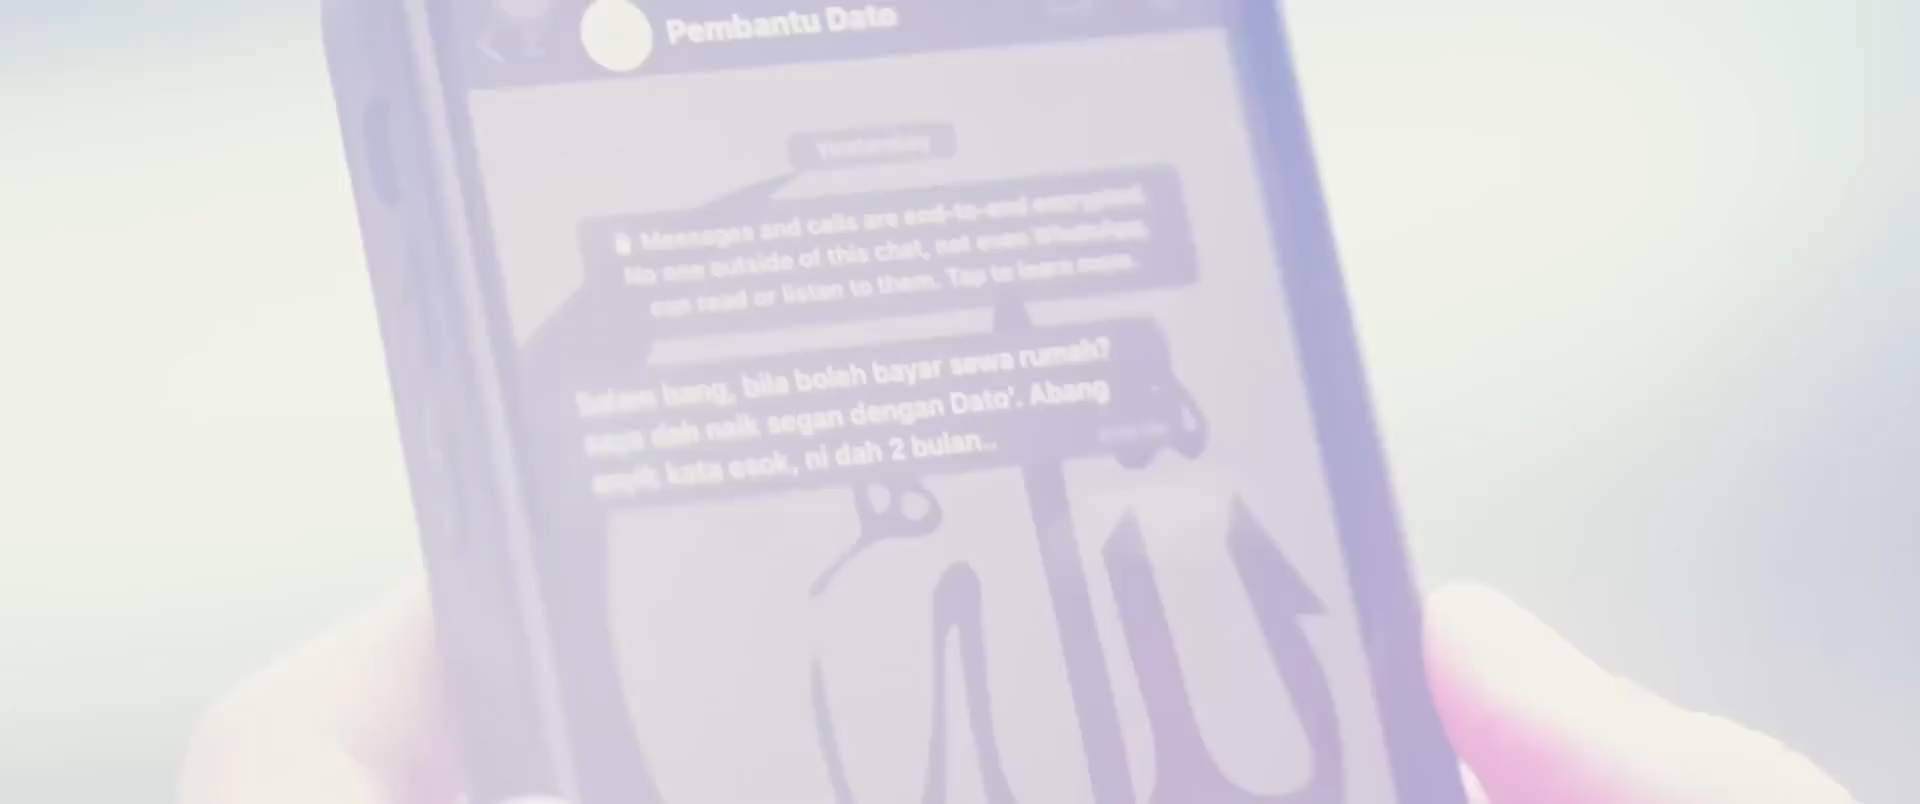 Pembantu Dato
Yesterday
Messages and calls are end-to-end encrypted.
No one outside of this chat, not even WhatsApp,
can read or listen to them. Tap to learn more.
Salam bang, bila boleh bayar sewa rumah?
saya dah naik segan dengan Dato'. Abang
asyik kata esok, ni dah 2 bulan..